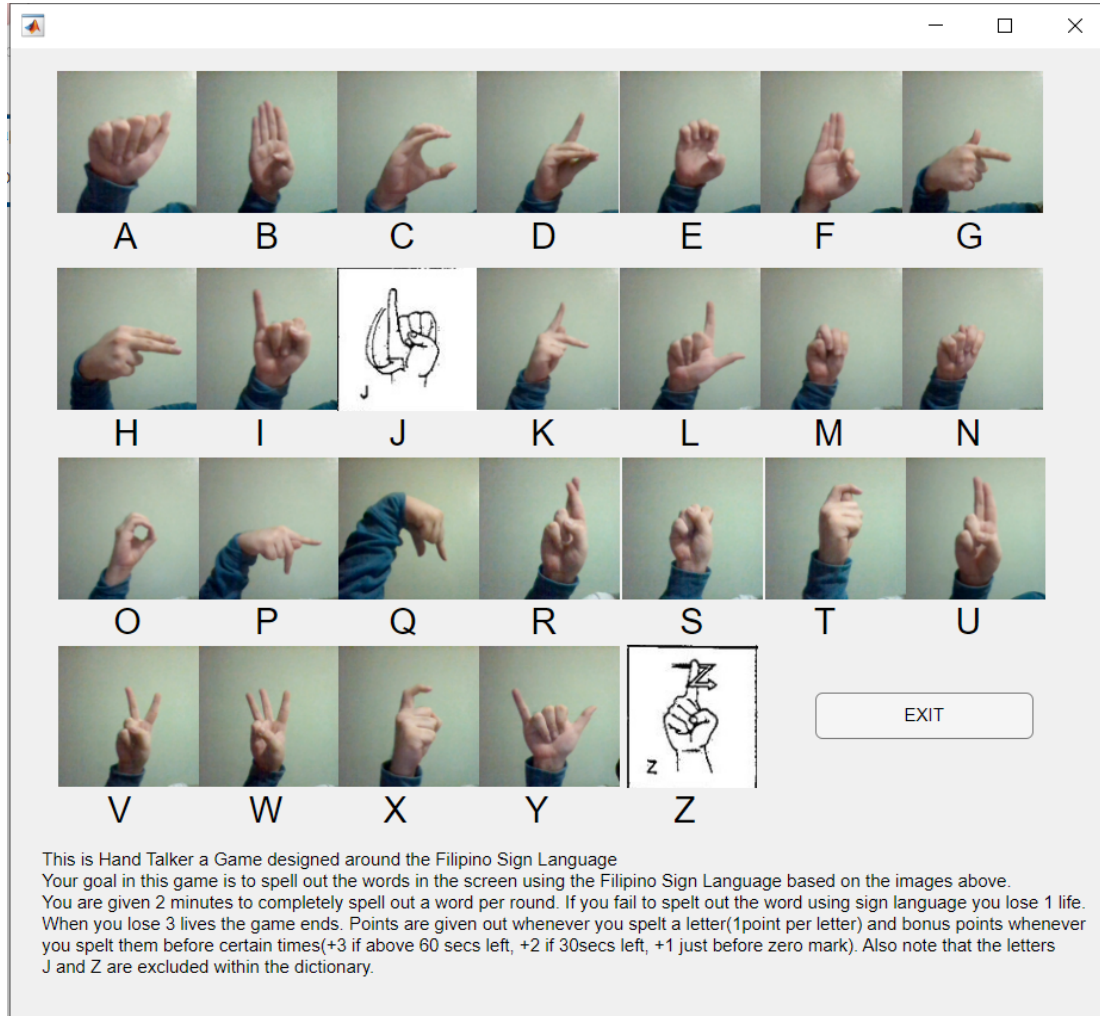 A B C D E F G
H I J K L M N
J
O P Q R S T U
Z
EXIT
Z
V W X Y Z
This is Hand Talker a Game designed around the Filipino Sign Language
Your goal in this game is to spell out the words in the screen using the Filipino Sign Language based on the images above.
You are given 2 minutes to completely spell out a word per round. If you fail to spelt out the word using sign language you lose 1 life.
When you lose 3 lives the game ends. Points are given out whenever you spelt a letter(1point per letter) and bonus points whenever
you spelt them before certain times(+3 if above 60 secs left, +2 if 30secs left, +1 just before zero mark). Also note that the letters
J and Z are excluded within the dictionary.